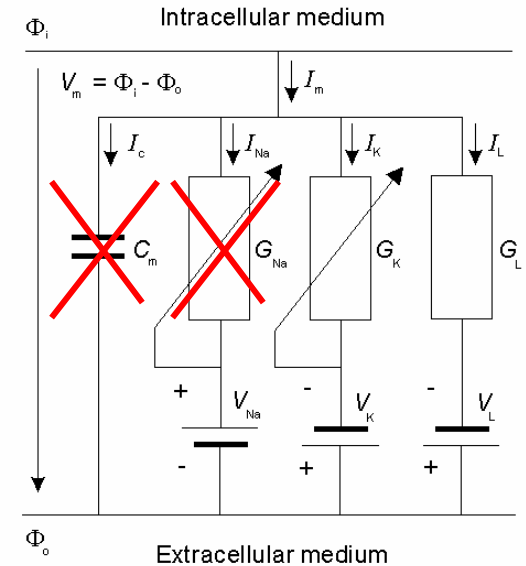 Φi Intracellular medium
Vm = Φi - Φo
Im
Ic INa IK IL
Cm GNa GK GL
+ - -
VNa VK VL
- + +
Φo
Extracellular medium